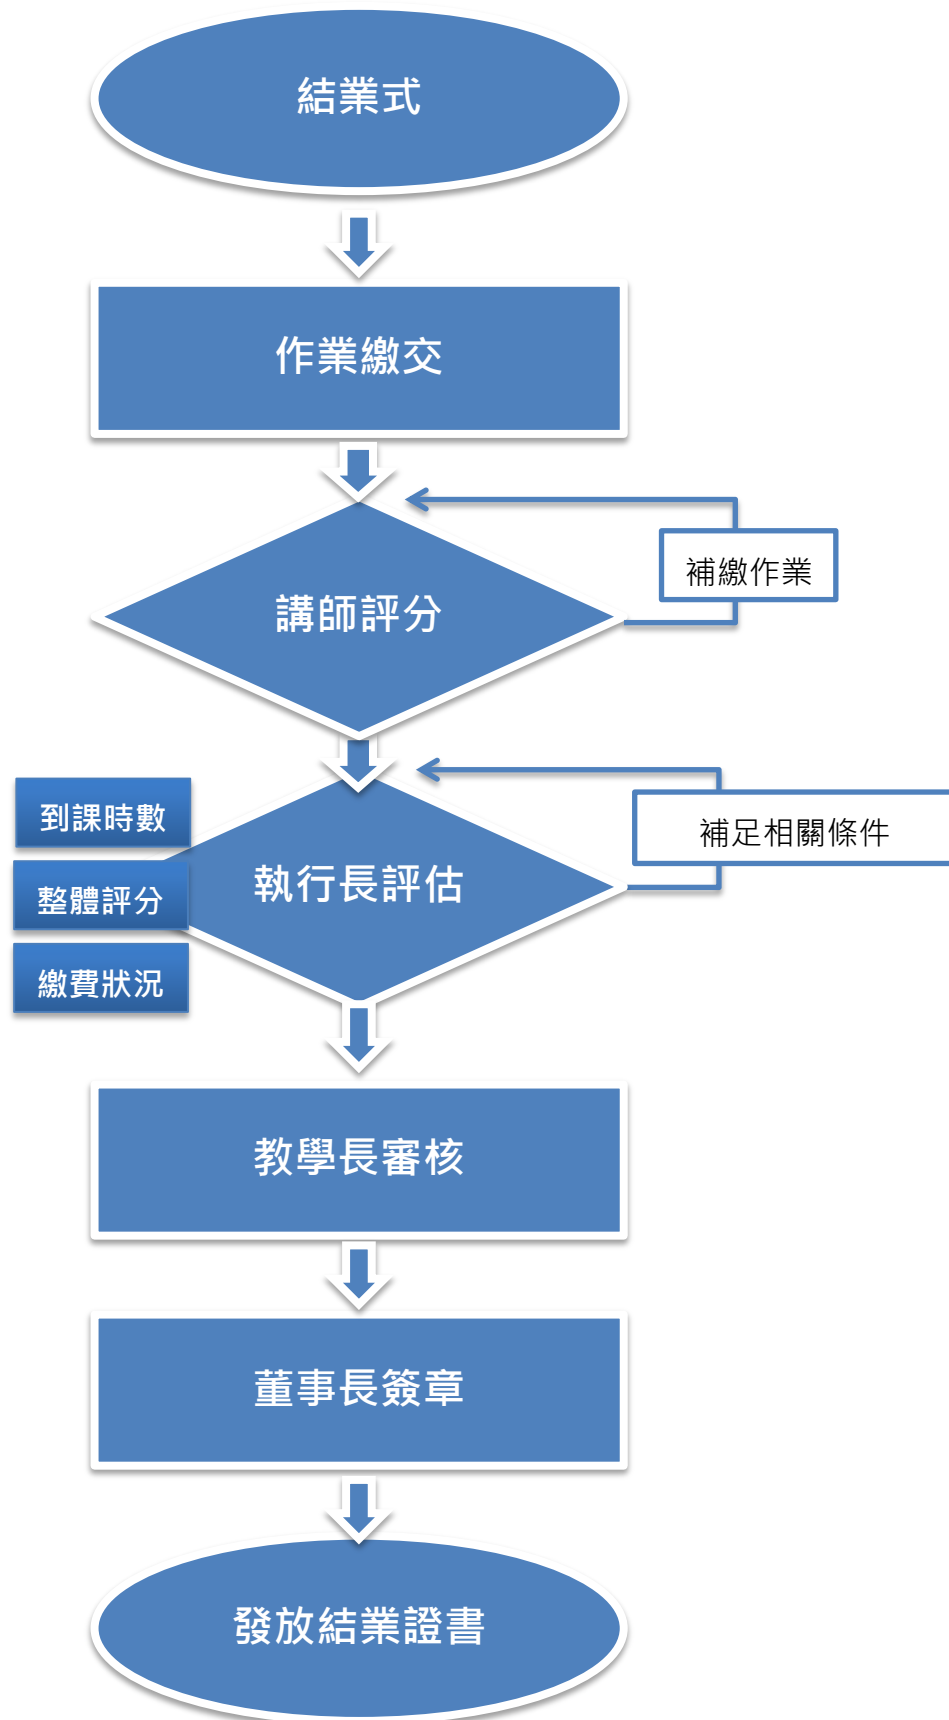 結業式
作業繳交
補繳作業
講師評分
到課時數
補足相關條件
執行長評估
整體評分
繳費狀況
教學長審核
董事長簽章
發放結業證書